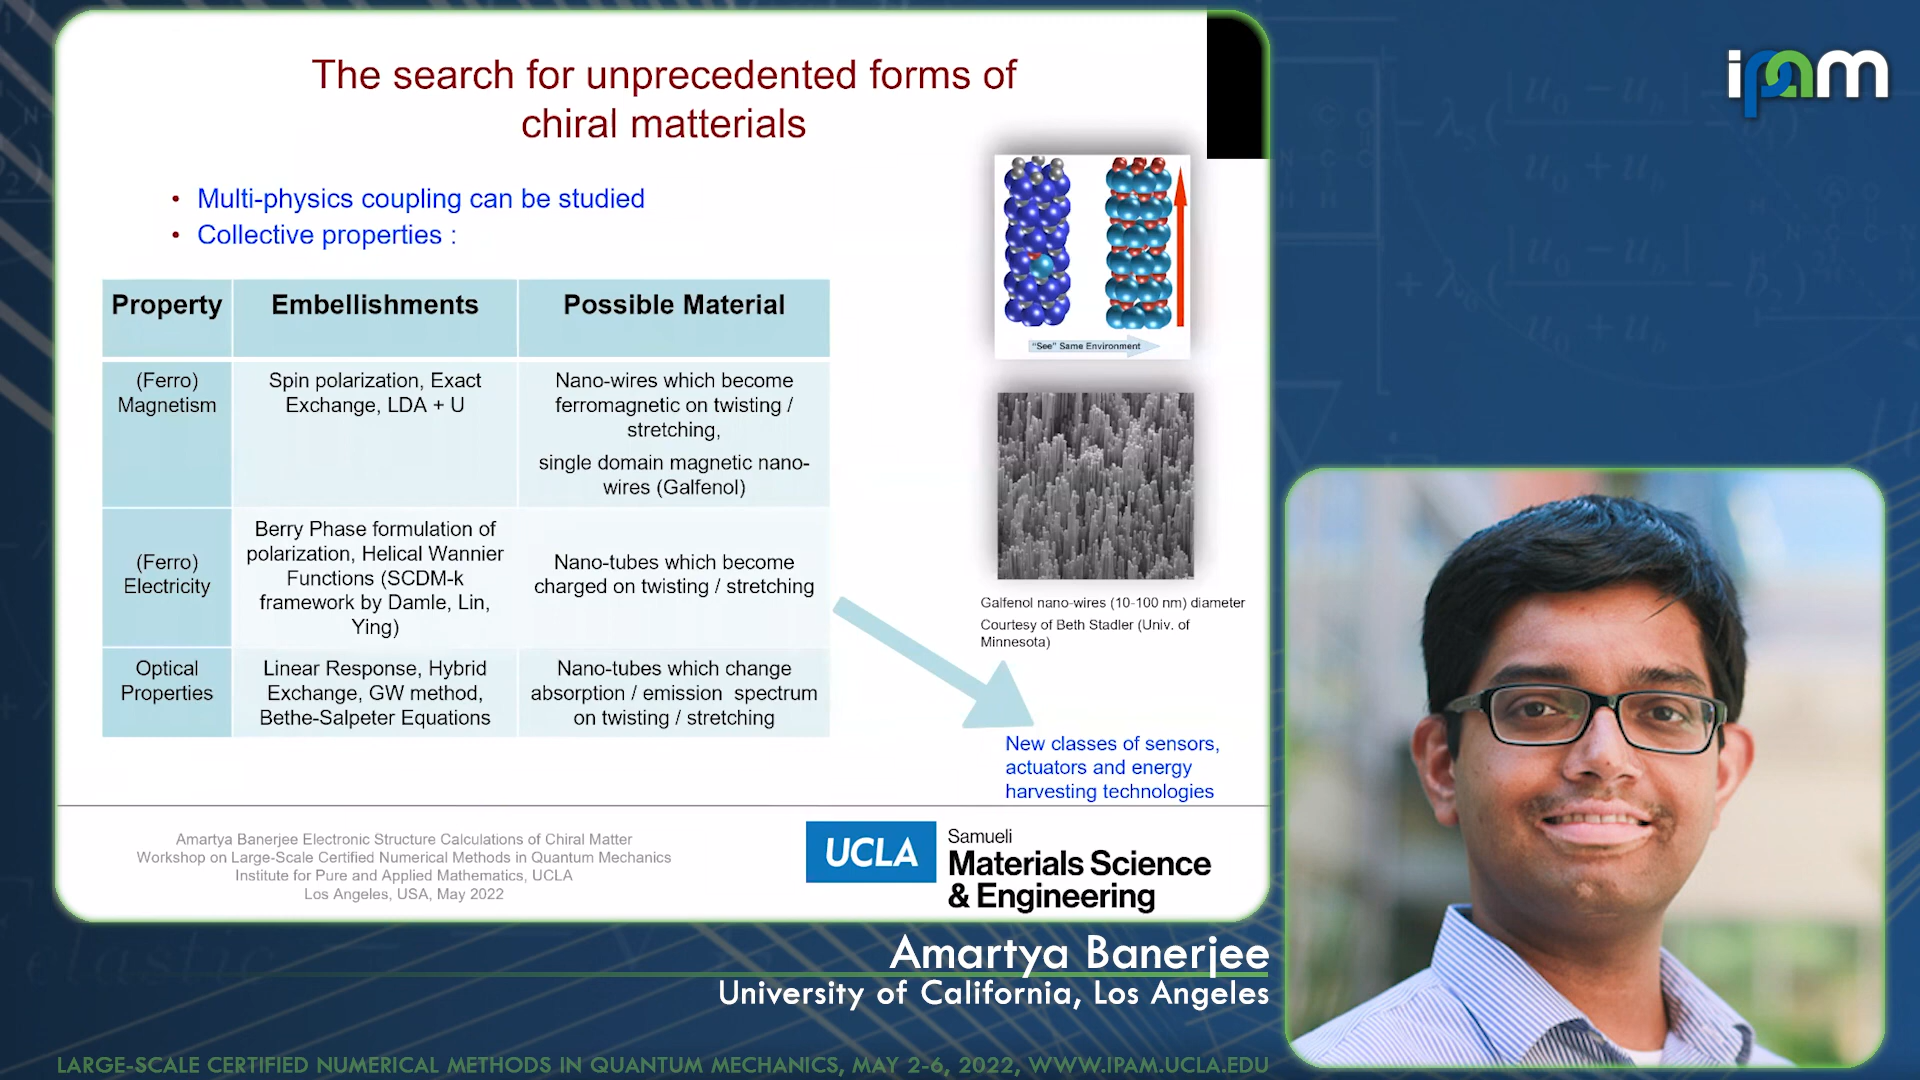 The search for unprecedented forms of
chiral matterials
• Multi-physics coupling can be studied
• Collective properties :
Property
Embellishments
Possible Material
(Ferro)
Magnetism
Spin polarization, Exact
Exchange, LDA + U
Nano-wires which become
ferromagnetic on twisting /
stretching,
single domain magnetic nano-
wires (Galfenol)
(Ferro)
Electricity
Berry Phase formulation of
polarization, Helical Wannier
Functions (SCDM-k
framework by Damle, Lin,
Ying)
Nano-tubes which become
charged on twisting / stretching
Optical
Properties
Linear Response, Hybrid
Exchange, GW method,
Bethe-Salpeter Equations
Nano-tubes which change
absorption / emission spectrum
on twisting / stretching
"See" Same Environment
Galfenol nano-wires (10-100 nm) diameter
Courtesy of Beth Stadler (Univ. of
Minnesota)
New classes of sensors,
actuators and energy
harvesting technologies
Amartya Banerjee Electronic Structure Calculations of Chiral Matter
Workshop on Large-Scale Certified Numerical Methods in Quantum Mechanics
Institute for Pure and Applied Mathematics, UCLA
Los Angeles, USA, May 2022
UCLA
Samueli
Materials Science
& Engineering
ipam
Amartya Banerjee
University of California, Los Angeles
LARGE-SCALE CERTIFIED NUMERICAL METHODS IN QUANTUM MECHANICS, MAY 2-6, 2022, WWW.IPAM.UCLA.EDU